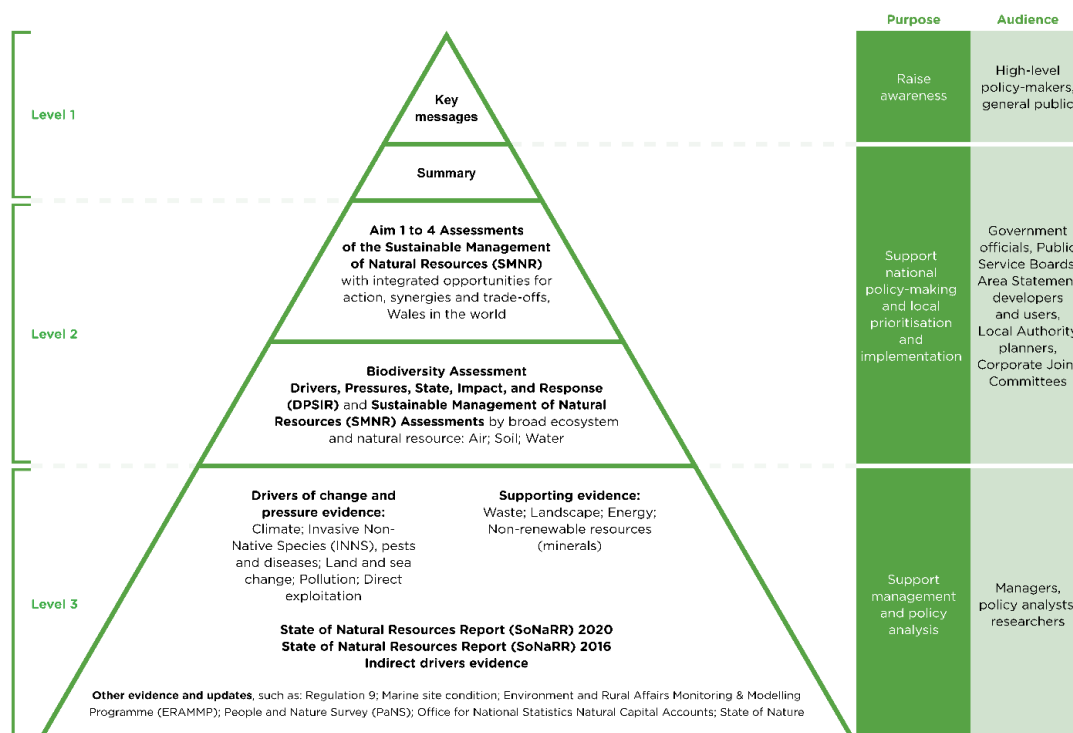 Purpose
Audience
Level 1
Key
messages
Raise
awareness
High-level
policy-makers,
general public
Summary
Level 2
Aim 1 to 4 Assessments
of the Sustainable Management
of Natural Resources (SMNR)
with integrated opportunities for
action, synergies and trade-offs,
Wales in the world
Biodiversity Assessment
Drivers, Pressures, State, Impact, and Response
(DPSIR) and Sustainable Management of Natural
Resources (SMNR) Assessments by broad ecosystem
and natural resource: Air; Soil; Water
Support
national
policy-making
and local
prioritisation
and
implementation
Government
officials, Public
Service Boards
Area Statemen
developers
and users,
Local Authority
planners,
Corporate Join
Committees
Level 3
Drivers of change and
pressure evidence:
Climate; Invasive Non-
Native Species (INNS), pests
and diseases; Land and sea
change; Pollution; Direct
exploitation
Supporting evidence:
Waste; Landscape; Energy;
Non-renewable resources
(minerals)
State of Natural Resources Report (SoNaRR) 2020
State of Natural Resources Report (SoNaRR) 2016
Indirect drivers evidence
Other evidence and updates, such as: Regulation 9; Marine site condition; Environment and Rural Affairs Monitoring & Modelling
Programme (ERAMMP); People and Nature Survey (PaNS); Office for National Statistics Natural Capital Accounts; State of Nature
Support
management
and policy
analysis
Managers,
policy analysts
researchers